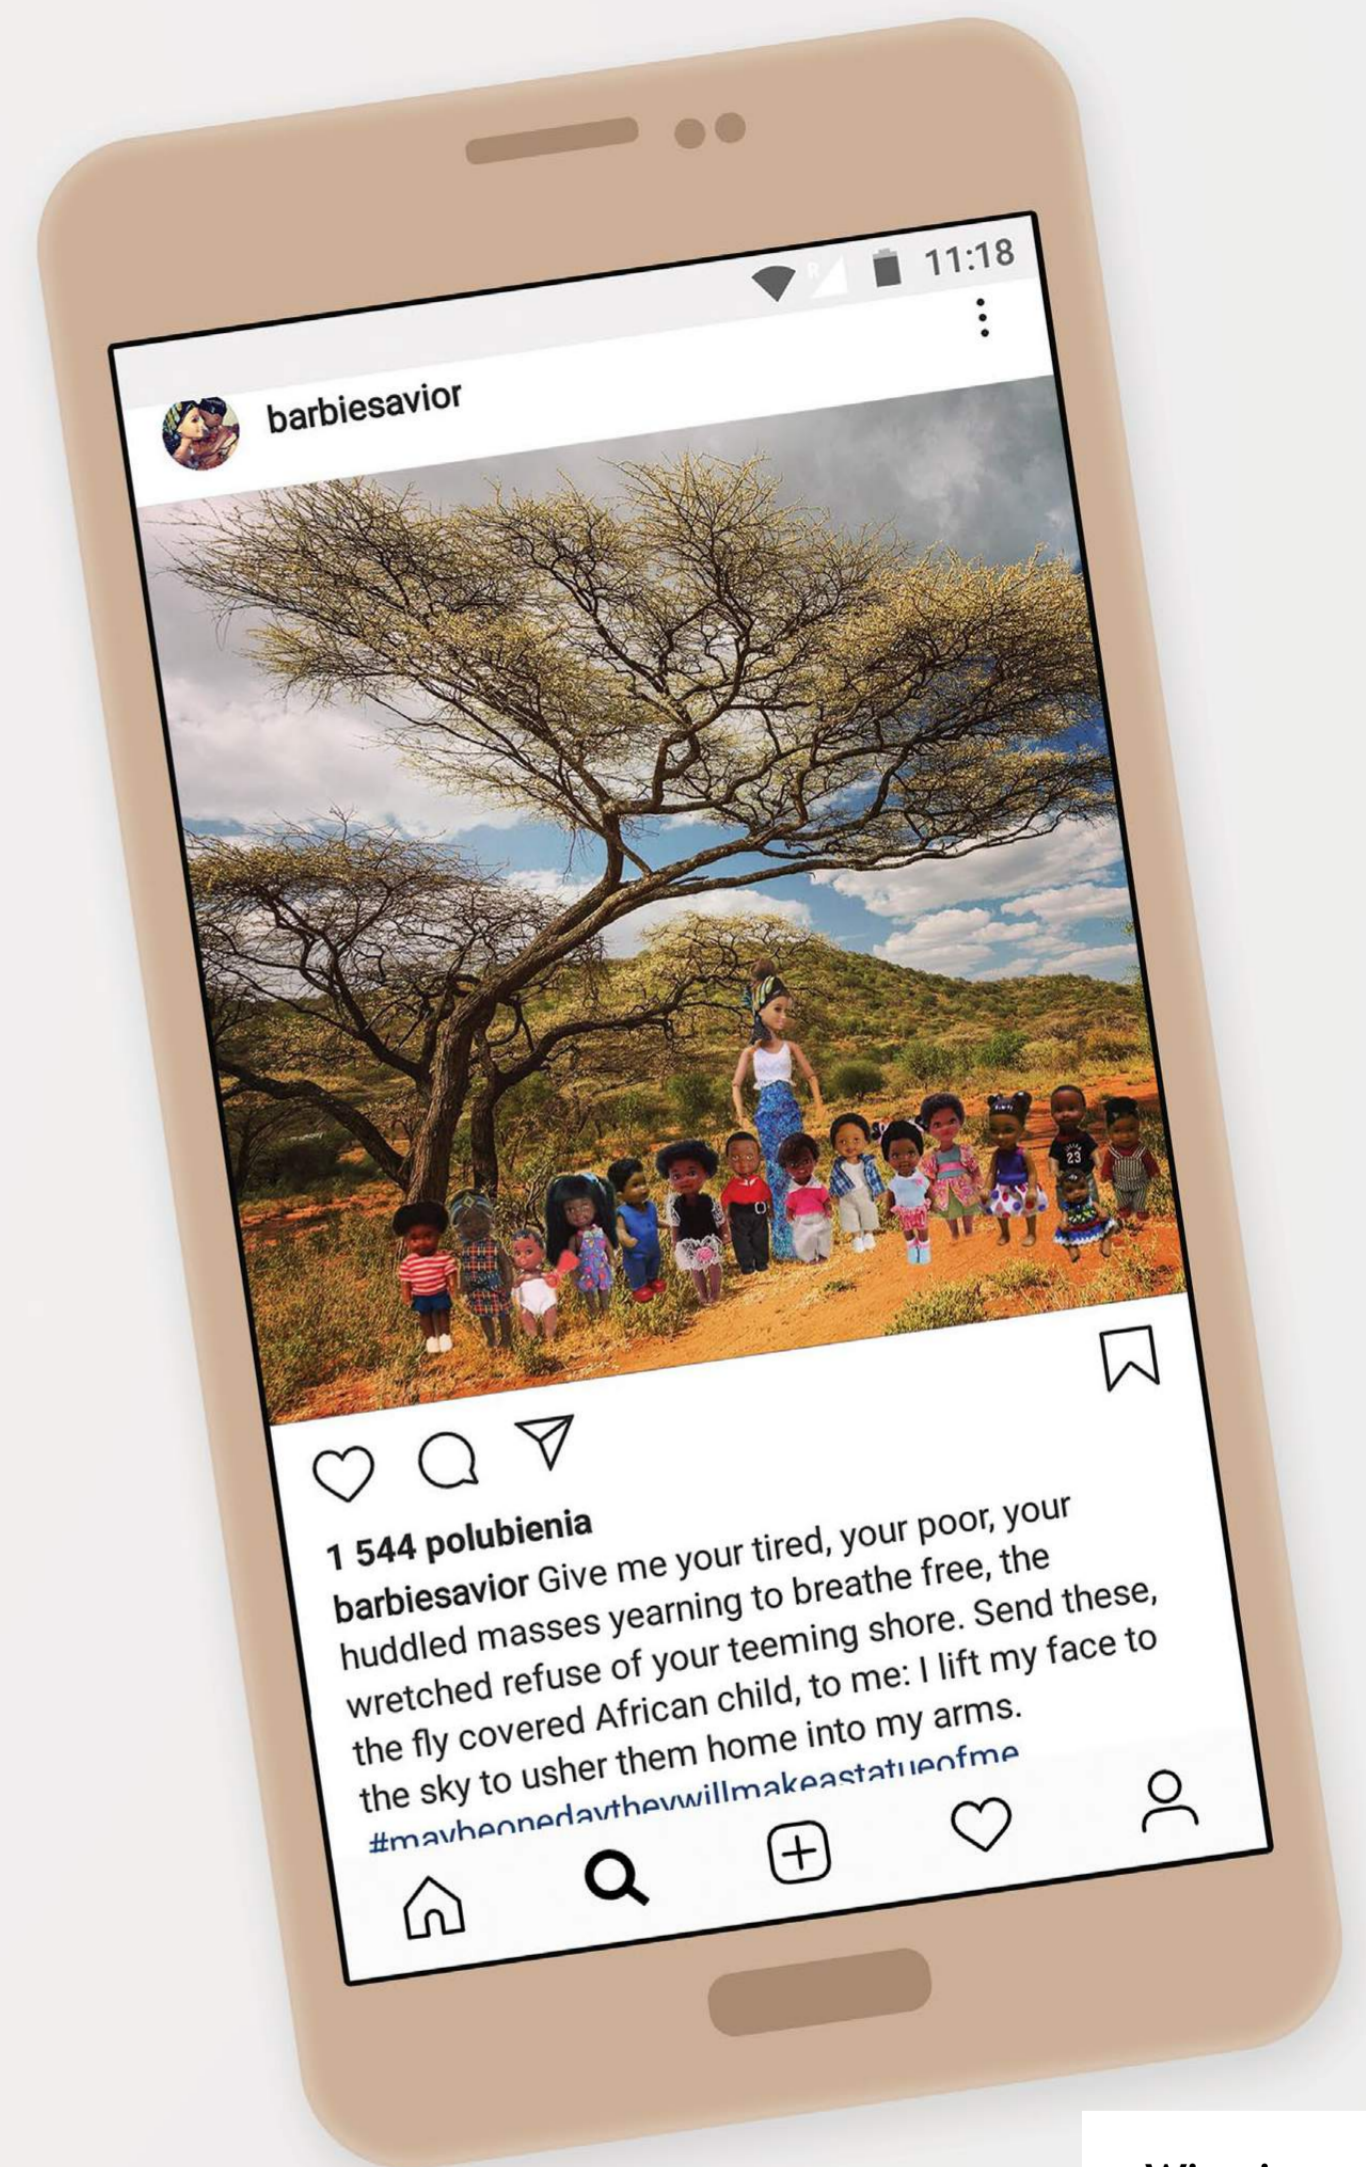 11:18
barbiesavior
23
1 544 polubienia
barbiesavior Give me your tired, your poor, your
huddled masses yearning to breathe free, the
wretched refuse of your teeming shore. Send these,
the fly covered African child, to me: I lift my face to
the sky to usher them home into my arms.
#maybeonedaytheywillmakeastatueofme